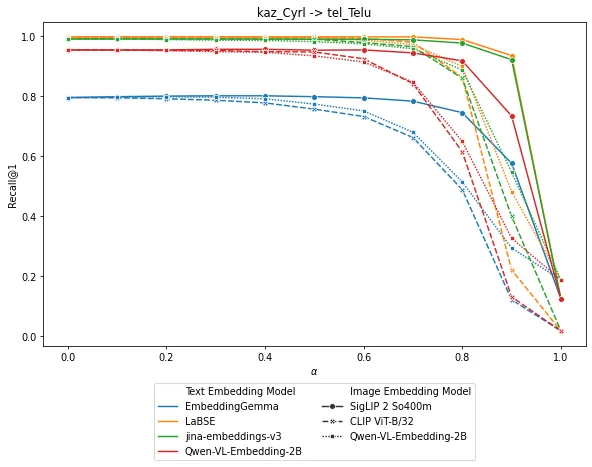 kaz_Cyrl -> tel_Telu
Recall@1
1.0
0.8
0.6
0.4
0.2
0.0
0.0
0.2
0.4
0.6
0.8
1.0
α
Text Embedding Model
EmbeddingGemma
LaBSE
jina-embeddings-v3
Qwen-VL-Embedding-2B
Image Embedding Model
SigLIP 2 So400m
CLIP ViT-B/32
Qwen-VL-Embedding-2B